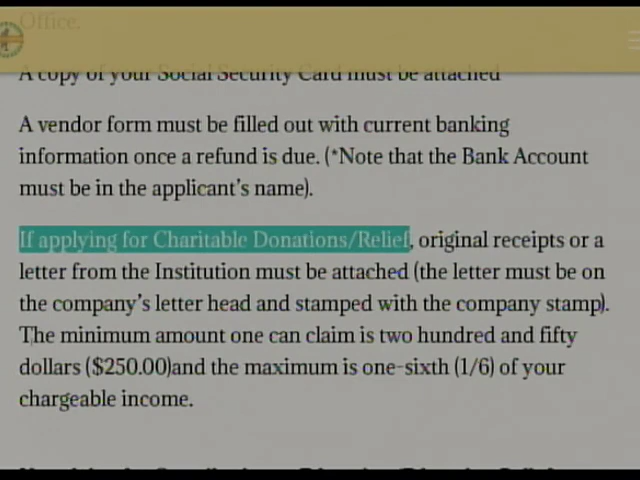 Office.
A copy of your Social Security Card must be attached
A vendor form must be filled out with current banking
information once a refund is due. (*Note that the Bank Account
must be in the applicant's name).
If applying for Charitable Donations/Relief, original receipts or a
letter from the Institution must be attached (the letter must be on
the company's letter head and stamped with the company stamp).
The minimum amount one can claim is two hundred and fifty
dollars ($250.00)and the maximum is one-sixth (1/6) of your
chargeable income.